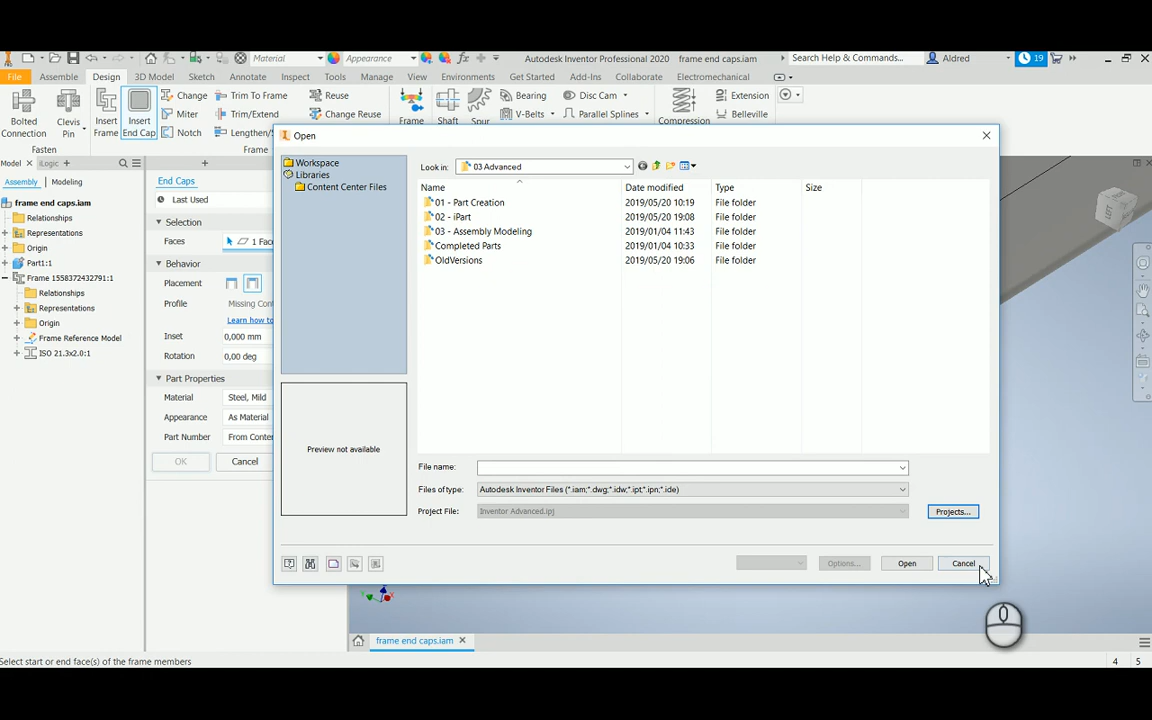 Material
Appearance
Autodesk Inventor Professional 2020 frame end caps.iam
Search Help & Commands...
Aldred
19
File
Assemble
Design
3D Model
Sketch
Annotate
Inspect
Tools
Manage
View
Environments
Get Started
Add-Ins
Collaborate
Electromechanical
Bolted Connection
Clevis Pin
Insert Frame
Insert End Cap
Change
Miter
Notch
Trim To Frame
Trim/Extend
Lengthen/S
Reuse
Change Reuse
Frame
Shaft
Spur
Bearing
V-Belts
Disc Cam
Parallel Splines
Compression
Extension
Belleville
Fasten
Frame
Model
iLogic
Assembly
Modeling
frame end caps.iam
Relationships
Representations
Origin
Part1:1
Frame 1558372432791:1
Relationships
Representations
Origin
Frame Reference Model
ISO 21.3x2.0:1
End Caps
Last Used
Selection
Faces
1 Face
Behavior
Placement
Profile
Missing Con
Learn how to
Inset
0,000 mm
Rotation
0,00 deg
Part Properties
Material
Steel, Mild
Appearance
As Material
Part Number
From Conten
OK
Cancel
Open
Workspace
Libraries
Content Center Files
Look in:
03 Advanced
Name Date modified Type Size
01 - Part Creation 2019/05/20 10:19 File folder
02 - iPart 2019/05/20 19:08 File folder
03 - Assembly Modeling 2019/01/04 11:43 File folder
Completed Parts 2019/01/04 10:33 File folder
OldVersions 2019/05/20 19:06 File folder
Preview not available
File name:
Files of type: Autodesk Inventor Files (*.iam;*.dwg;*.idw;*.ipt;*.ipn;*.ide)
Project File: Inventor Advanced.ipj
Projects...
Options...
Open
Cancel
frame end caps.iam
Select start or end face(s) of the frame members
4 5